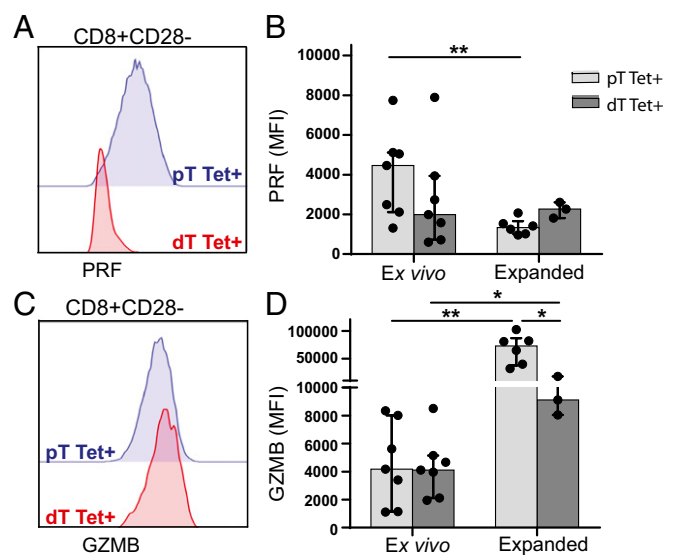 A
CD8+CD28-
pT Tet+
dT Tet+
PRF
B
**
10000
8000
6000
4000
2000
0
PRF (MFI)
Ex vivo
Expanded
pT Tet+
dT Tet+
C
CD8+CD28-
pT Tet+
dT Tet+
GZMB
D
*
**
*
100000
50000
10000
8000
6000
4000
2000
0
GZMB (MFI)
Ex vivo
Expanded